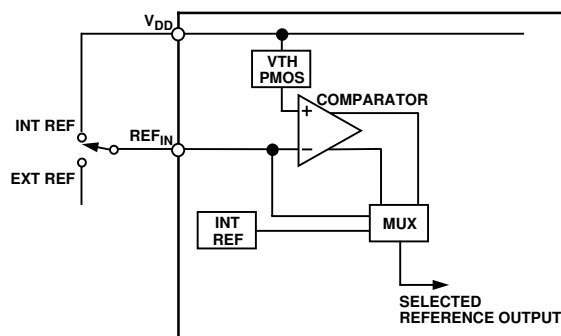 VDD
VTH
PMOS
COMPARATOR
+
INT REF
REFIN
−
EXT REF
INT
REF
MUX
SELECTED
REFERENCE OUTPUT